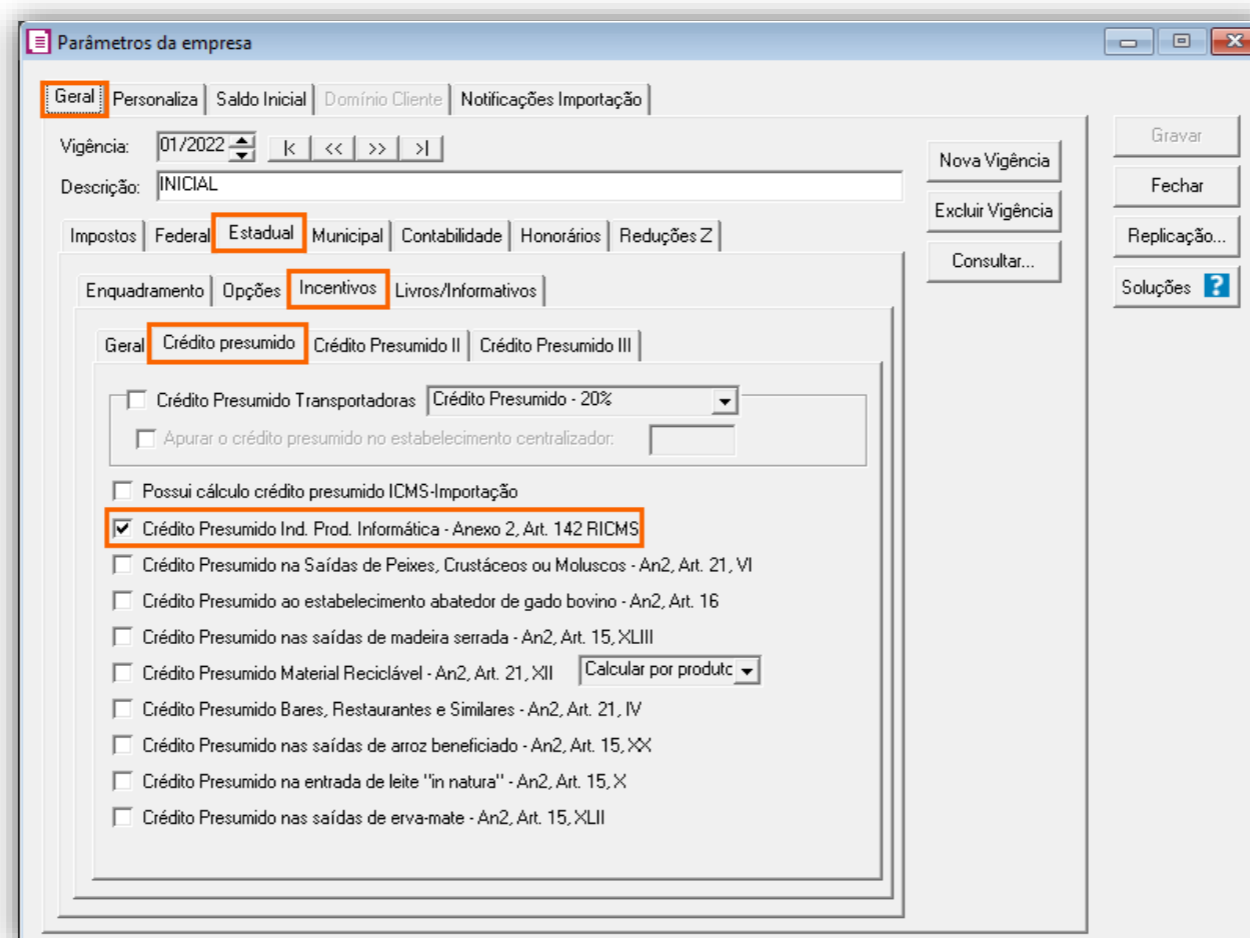 Parâmetros da empresa
Geral Personaliza Saldo Inicial Domínio Cliente Notificações Importação
Vigência: 01/2022 |< << >> >|
Descrição: INICIAL
Nova Vigência
Excluir Vigência
Consultar...
Gravar
Fechar
Replicação...
Soluções ?
Impostos Federal Estadual Municipal Contabilidade Honorários Reduções Z
Enquadramento Opções Incentivos Livros/Informativos
Geral Crédito presumido Crédito Presumido II Crédito Presumido III
Crédito Presumido Transportadoras Crédito Presumido - 20%
Apurar o crédito presumido no estabelecimento centralizador:
Possui cálculo crédito presumido ICMS-Importação
Crédito Presumido Ind. Prod. Informática - Anexo 2, Art. 142 RICMS
Crédito Presumido na Saídas de Peixes, Crustáceos ou Moluscos - An2, Art. 21, VI
Crédito Presumido ao estabelecimento abatedor de gado bovino - An2, Art. 16
Crédito Presumido nas saídas de madeira serrada - An2, Art. 15, XLIII
Crédito Presumido Material Reciclável - An2, Art. 21, XII Calcular por produtc
Crédito Presumido Bares, Restaurantes e Similares - An2, Art. 21, IV
Crédito Presumido nas saídas de arroz beneficiado - An2, Art. 15, XX
Crédito Presumido na entrada de leite "in natura" - An2, Art. 15, X
Crédito Presumido nas saídas de erva-mate - An2, Art. 15, XLII